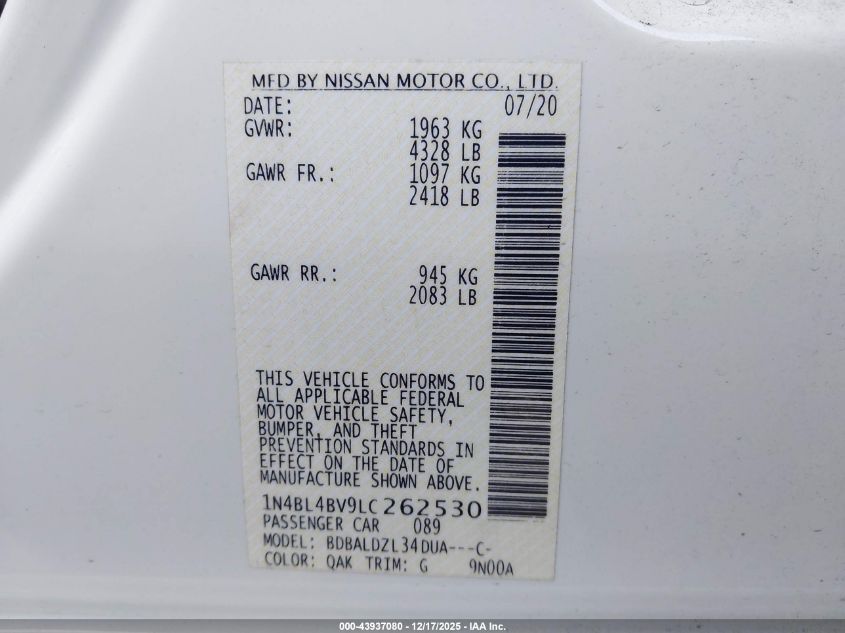 MFD BY NISSAN MOTOR CO., LTD.
DATE: 07/20
GVWR: 1963 KG
4328 LB
GAWR FR.: 1097 KG
2418 LB
GAWR RR.: 945 KG
2083 LB
THIS VEHICLE CONFORMS TO
ALL APPLICABLE FEDERAL
MOTOR VEHICLE SAFETY,
BUMPER, AND THEFT
PREVENTION STANDARDS IN
EFFECT ON THE DATE OF
MANUFACTURE SHOWN ABOVE.
1N4BL4BV9LC262530
PASSENGER CAR 089
MODEL: BDBALDZL34DUA---C-
COLOR: QAK TRIM: G 9N00A
000-43937080 - 12/17/2025 - IAA Inc.